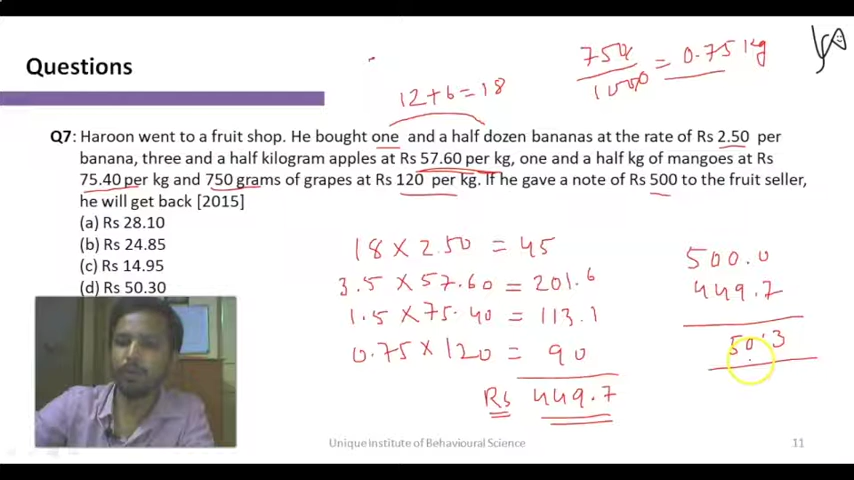 Questions
750/1000 = 0.75 kg
12+6=18
Q7: Haroon went to a fruit shop. He bought one and a half dozen bananas at the rate of Rs 2.50 per
banana, three and a half kilogram apples at Rs 57.60 per kg, one and a half kg of mangoes at Rs
75.40 per kg and 750 grams of grapes at Rs 120 per kg. If he gave a note of Rs 500 to the fruit seller,
he will get back [2015]
(a) Rs 28.10
(b) Rs 24.85
(c) Rs 14.95
(d) Rs 50.30
18 × 2.50 = 45
3.5 × 57.60 = 201.6
1.5 × 75.40 = 113.1
0.75 × 120 = 90
Rs 449.7
500.0
449.7
50.3
Unique Institute of Behavioural Science
11